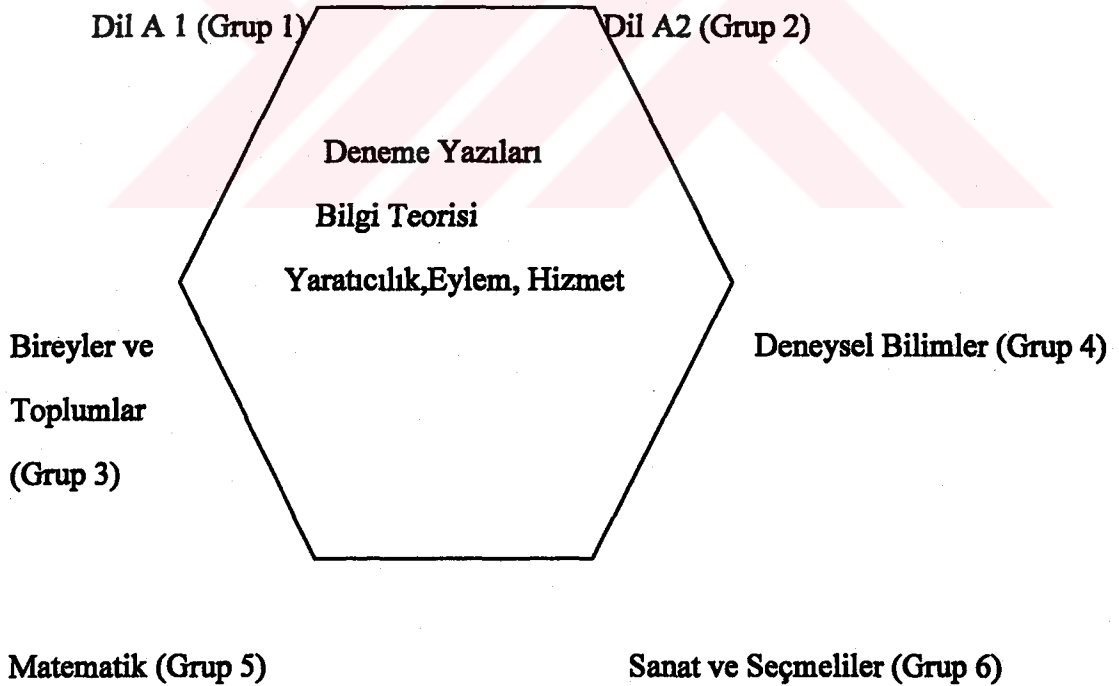 Dil A 1 (Grup 1)
Dil A2 (Grup 2)
Deneme Yazıları
Bilgi Teorisi
Yaratıcılık,Eylem, Hizmet
Bireyler ve
Toplumlar
(Grup 3)
Deneysel Bilimler (Grup 4)
Matematik (Grup 5)
Sanat ve Seçmeliler (Grup 6)